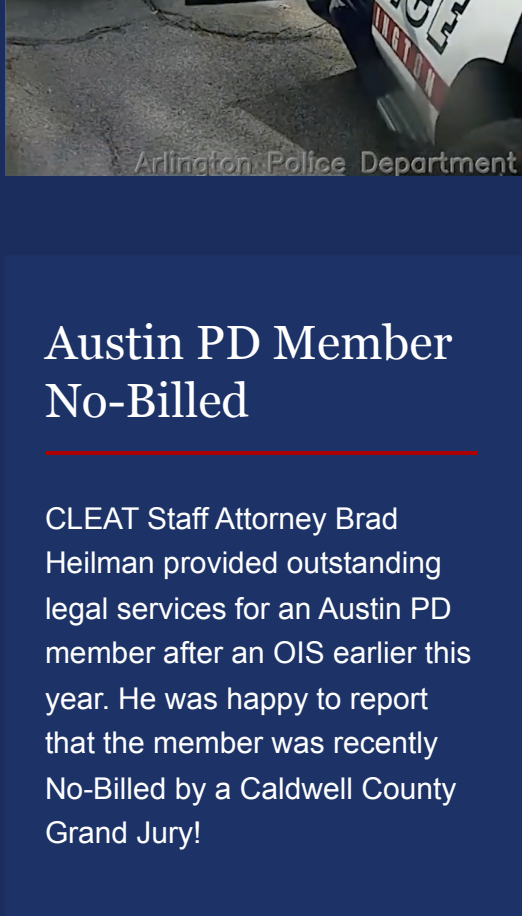 INGTON
Arlington Police Department
Austin PD Member
No-Billed
CLEAT Staff Attorney Brad
Heilman provided outstanding
legal services for an Austin PD
member after an OIS earlier this
year. He was happy to report
that the member was recently
No-Billed by a Caldwell County
Grand Jury!